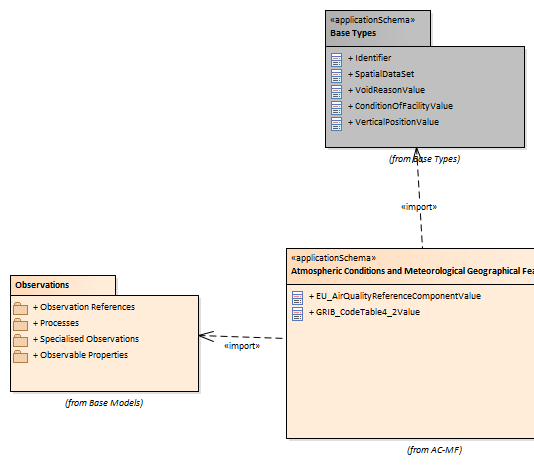 «applicationSchema»
Base Types
+ Identifier
+ SpatialDataSet
+ VoidReasonValue
+ ConditionOfFacilityValue
+ VerticalPositionValue
(from Base Types)
«import»
«applicationSchema»
Atmospheric Conditions and Meteorological Geographical Fea
+ EU_AirQualityReferenceComponentValue
+ GRIB_CodeTable4_2Value
(from AC-MF)
Observations
+ Observation References
+ Processes
+ Specialised Observations
+ Observable Properties
(from Base Models)
«import»